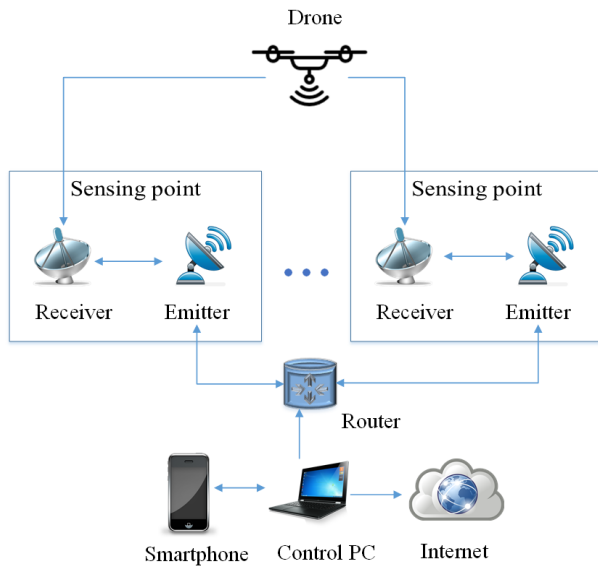 Drone
Sensing point
Sensing point
Receiver
Emitter
Receiver
Emitter
Router
Smartphone
Control PC
Internet